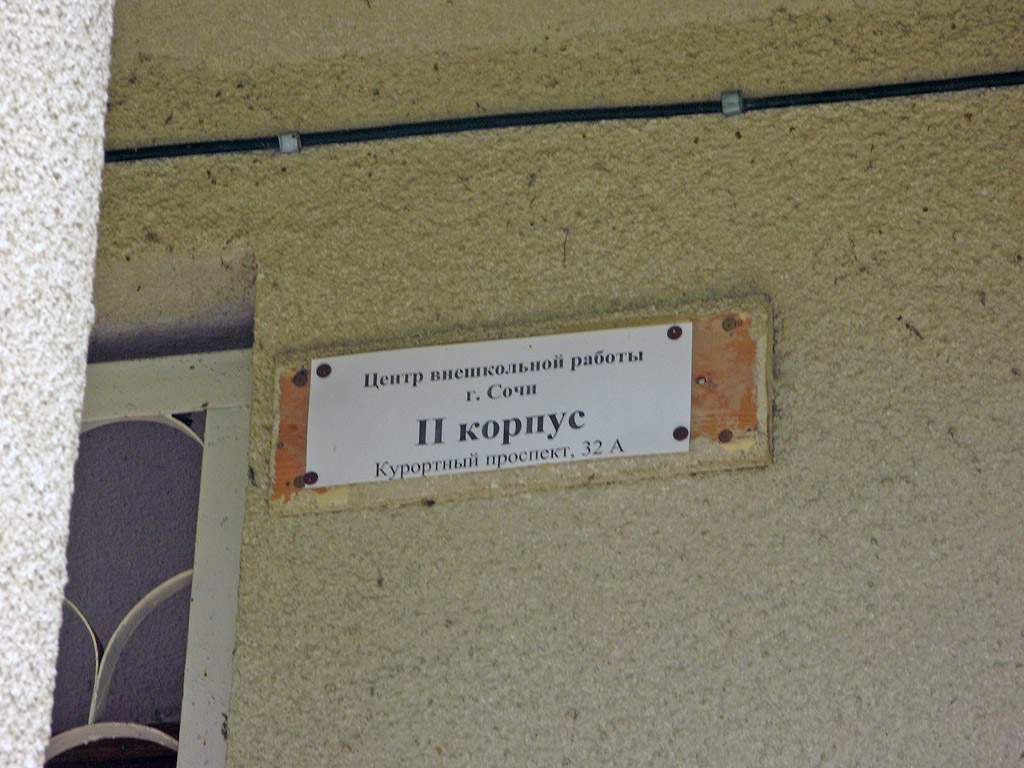 Центр внешкольной работы
г. Сочи
II корпус
Курортный проспект, 32 А